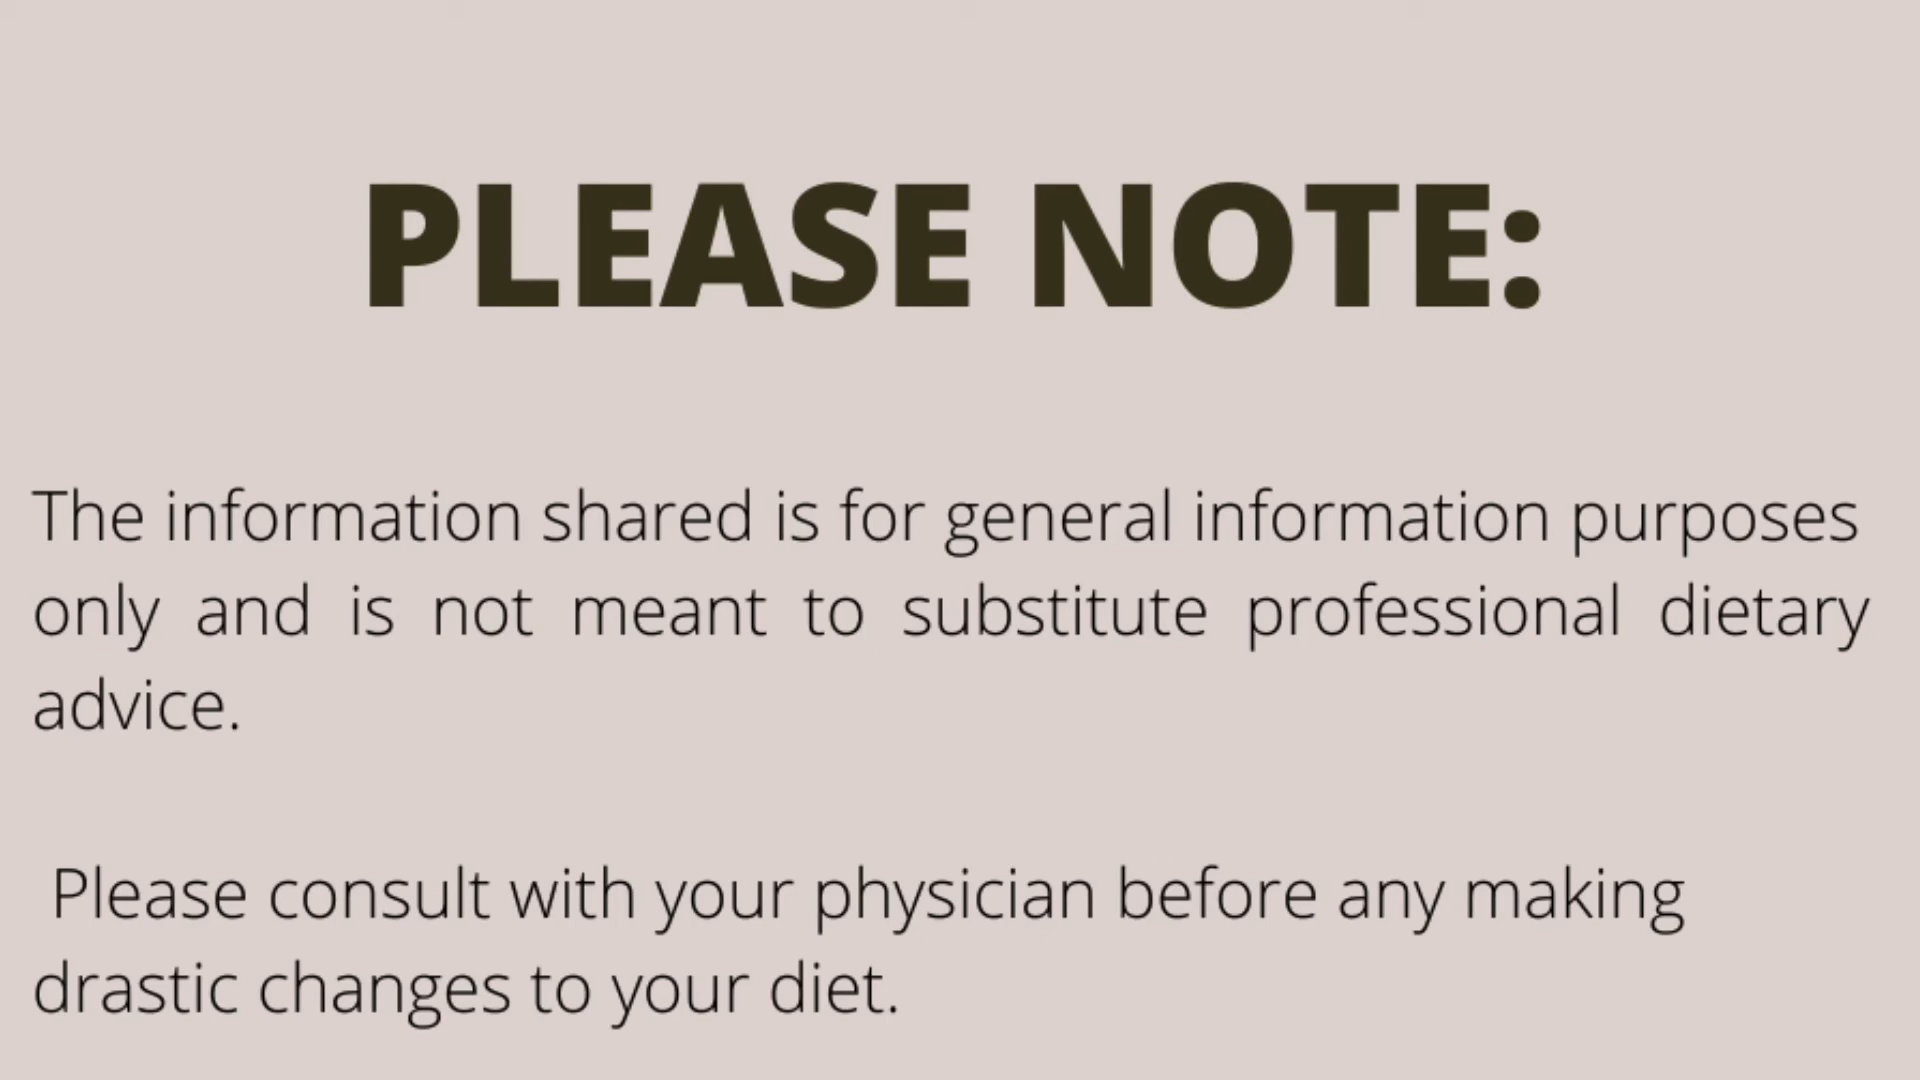 PLEASE NOTE:
The information shared is for general information purposes
only and is not meant to substitute professional dietary
advice.
Please consult with your physician before any making
drastic changes to your diet.